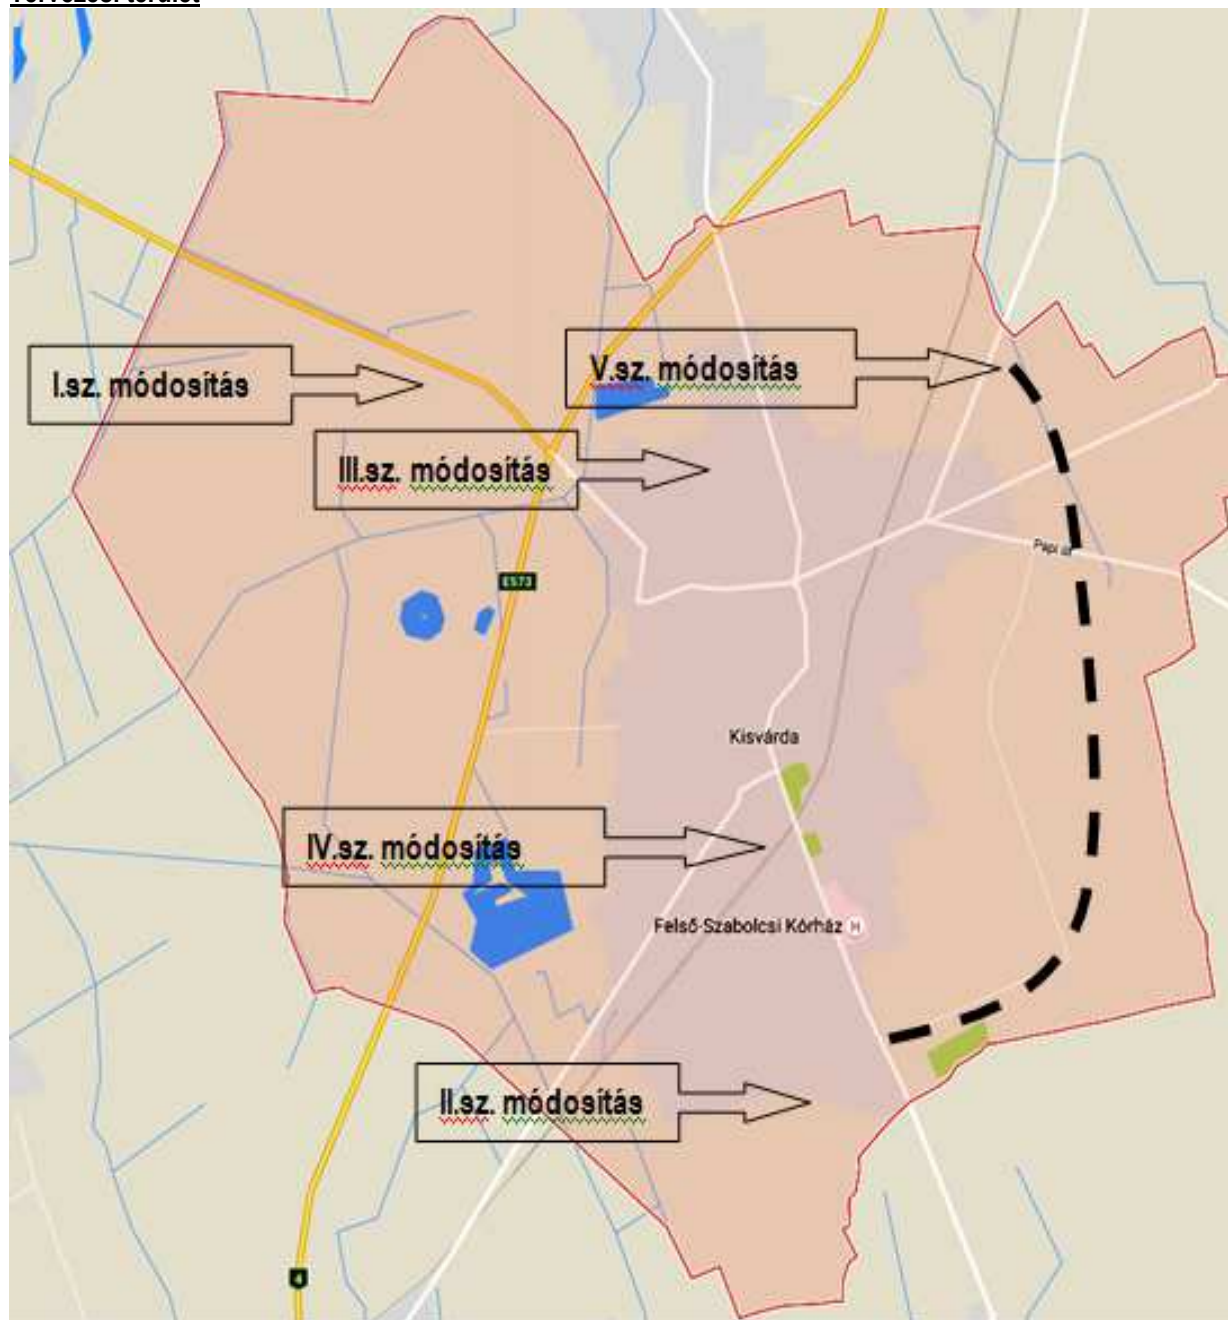 I.sz. módosítás
V.sz. módosítás
III.sz. módosítás
Papi út
E573
Kisvárda
IV.sz. módosítás
Felső-Szabolcsi Kórház H
II.sz. módosítás
4